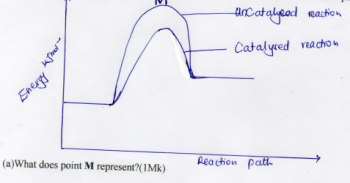 M
UnCatalysed reaction
Catalysed reaction
Energy
Reaction path
(a)What does point M represent?(1Mk)